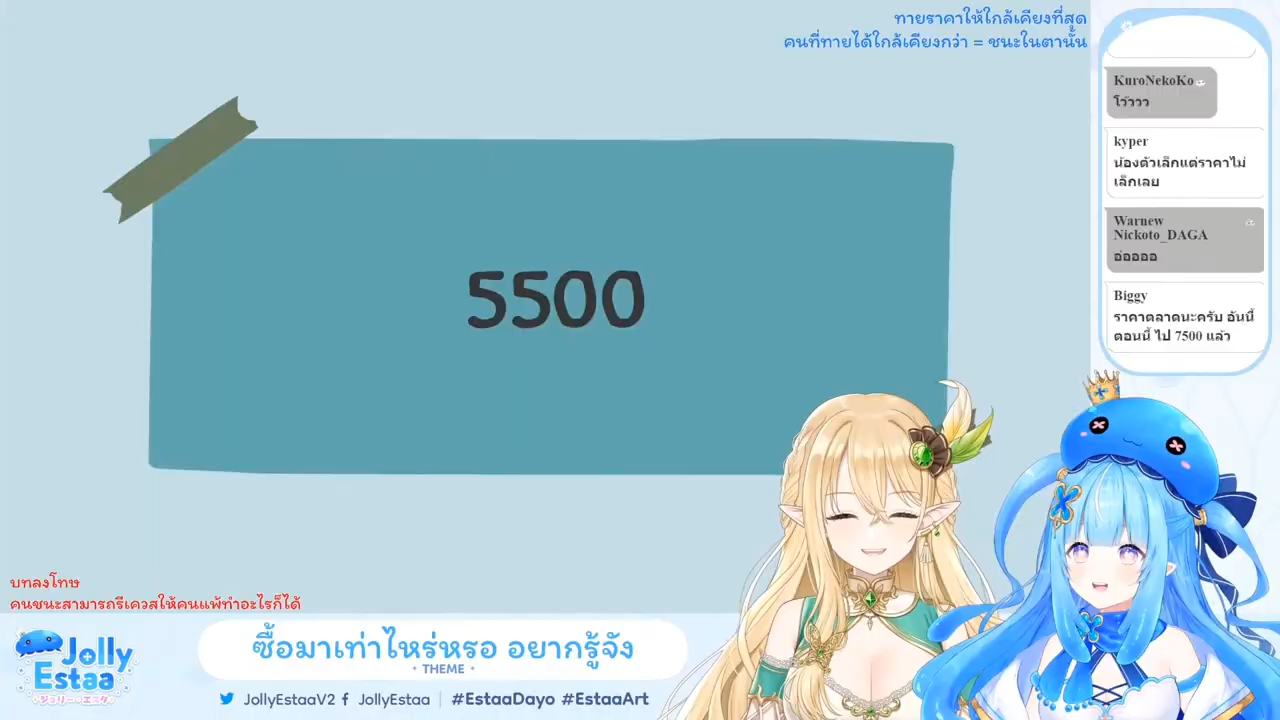 ทายราคาให้ใกล้เคียงที่สุด
คนที่ทายได้ใกล้เคียงกว่า = ชนะในตานั้น
KuroNekoKo
โว้ววว
kyper
น้องตัวเล็กแต่ราคาไม่
เล็กเลย
Warnew
Nickoto_DAGA
อ๋ออออ
Biggy
ราคาตลาดนะครับ อันนี้
ตอนนี้ ไป 7500 แล้ว
5500
บทลงโทษ
คนชนะสามารถรีเควสให้คนแพ้ทำอะไรก็ได้
Jolly
Estaa
ジョリーエスタ
ซื้อมาเท่าไหร่หรอ อยากรู้จัง
THEME
JollyEstaaV2 JollyEstaa #EstaaDayo #EstaaArt